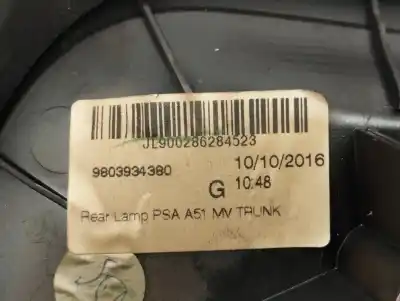 JL900286284523
9803934380 10/10/2016
G 10:48
Rear Lamp PSA A51 MV TRUNK